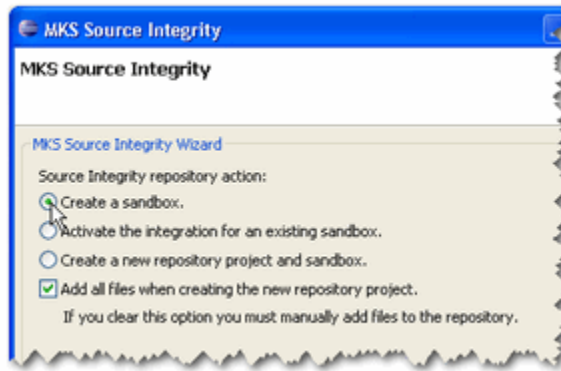 MKS Source Integrity
MKS Source Integrity
MKS Source Integrity Wizard
Source Integrity repository action:
Create a sandbox.
Activate the integration for an existing sandbox.
Create a new repository project and sandbox.
Add all files when creating the new repository project.
If you clear this option you must manually add files to the repository.